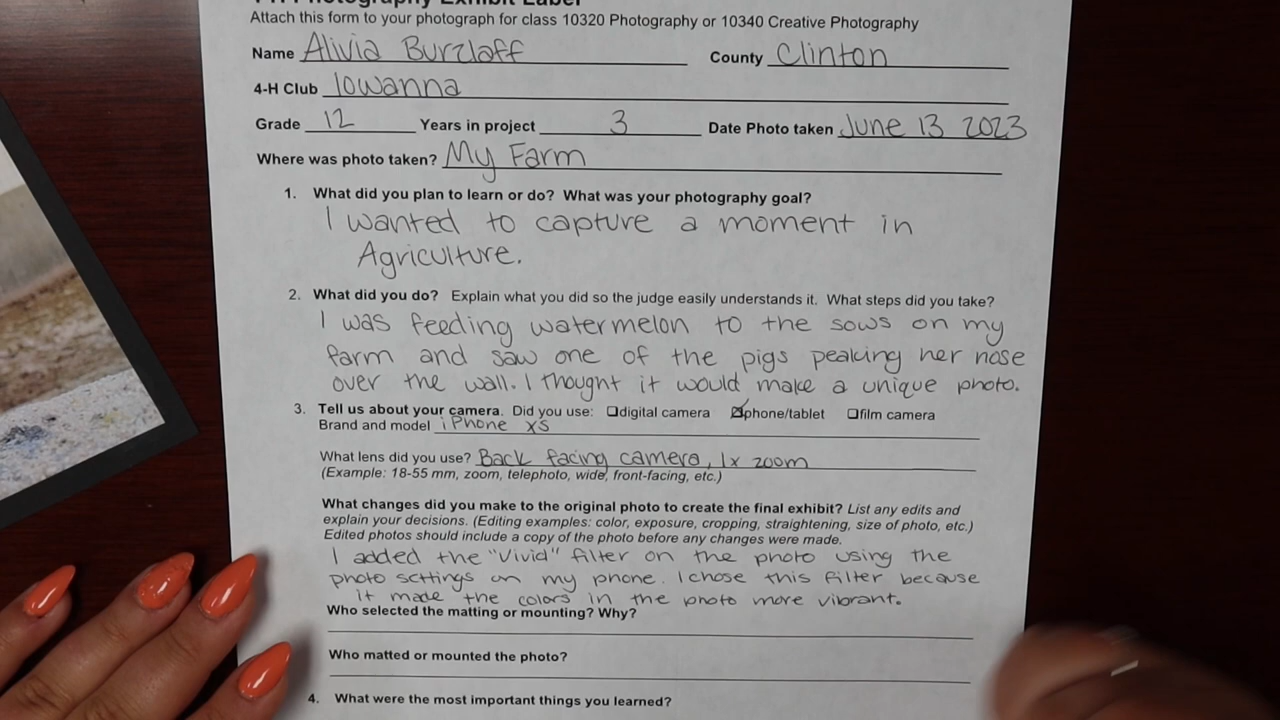 4-H Photography Exhibit Label
Attach this form to your photograph for class 10320 Photography or 10340 Creative Photography
Name Alivia Burzlaff County Clinton
4-H Club Iowanna
Grade 12 Years in project 3 Date Photo taken June 13 2023
Where was photo taken? My Farm
1. What did you plan to learn or do? What was your photography goal?
I wanted to capture a moment in
Agriculture.
2. What did you do? Explain what you did so the judge easily understands it. What steps did you take?
I was feeding watermelon to the sows on my
farm and saw one of the pigs peaking her nose
over the wall. I thought it would make a unique photo.
3. Tell us about your camera. Did you use: ☐digital camera ☑phone/tablet ☐film camera
Brand and model iPhone XS
What lens did you use? Back facing camera, 1x zoom
(Example: 18-55 mm, zoom, telephoto, wide, front-facing, etc.)
What changes did you make to the original photo to create the final exhibit? List any edits and
explain your decisions. (Editing examples: color, exposure, cropping, straightening, size of photo, etc.)
Edited photos should include a copy of the photo before any changes were made.
I added the "Vivid" filter on the photo using the
photo settings on my phone. I chose this filter because
it made the colors in the photo more vibrant.
Who selected the matting or mounting? Why?
Who matted or mounted the photo?
4. What were the most important things you learned?